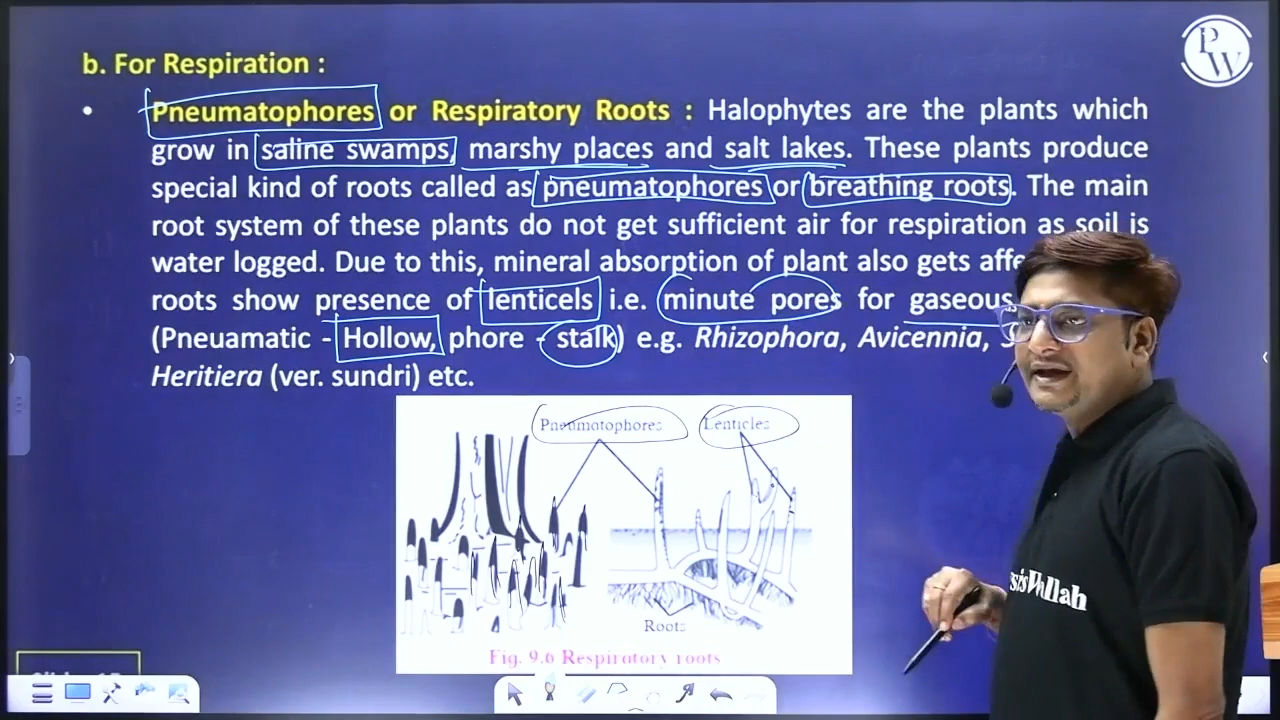 b. For Respiration :
• Pneumatophores or Respiratory Roots : Halophytes are the plants which
grow in saline swamps, marshy places and salt lakes. These plants produce
special kind of roots called as pneumatophores or breathing roots. The main
root system of these plants do not get sufficient air for respiration as soil is
water logged. Due to this, mineral absorption of plant also gets
roots show presence of lenticels i.e. minute pores for gaseous
(Pneuamatic - Hollow, phore - stalk) e.g. Rhizophora, Avicennia,
Heritiera (ver. sundri) etc.
Pneumatophores Lenticles
Roots
Fig. 9.6 Respiratory roots
PW